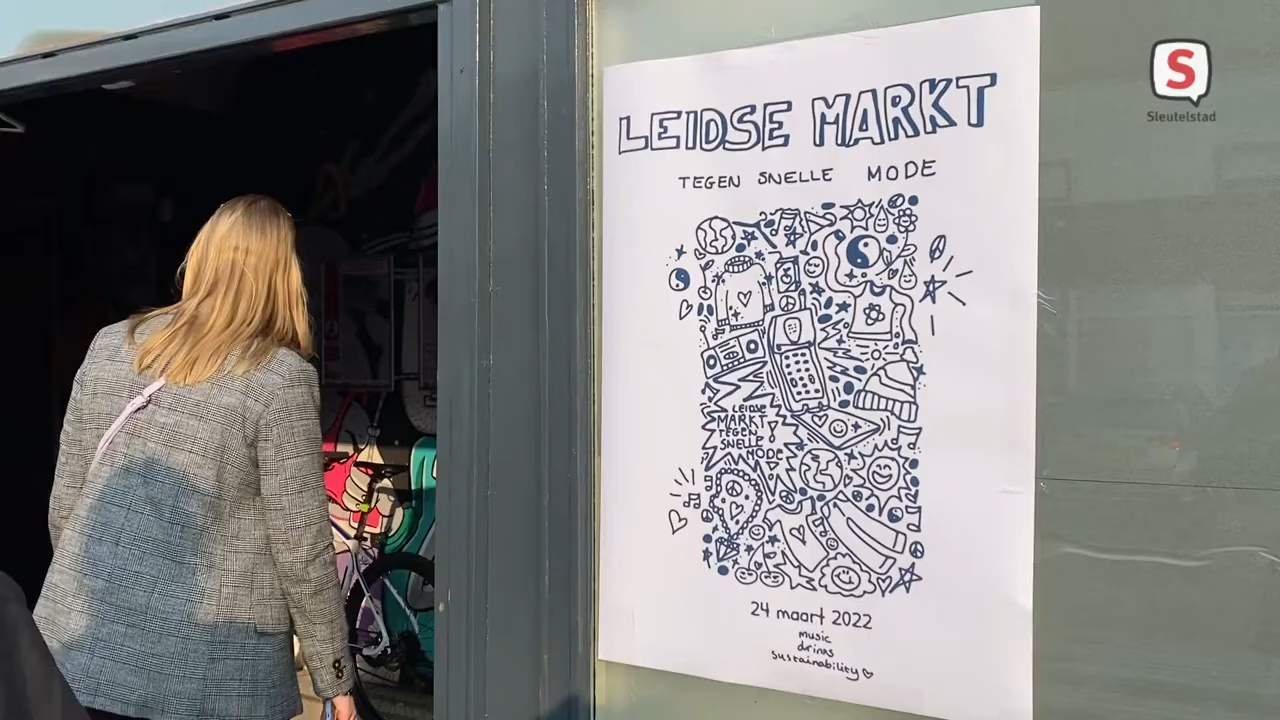 LEIDSE MARKT
TEGEN SNELLE MODE
LEIDSE
MARKT
TEGEN
SNELLE
MODE
24 maart 2022
music
drinks
sustainability
S
Sleutelstad